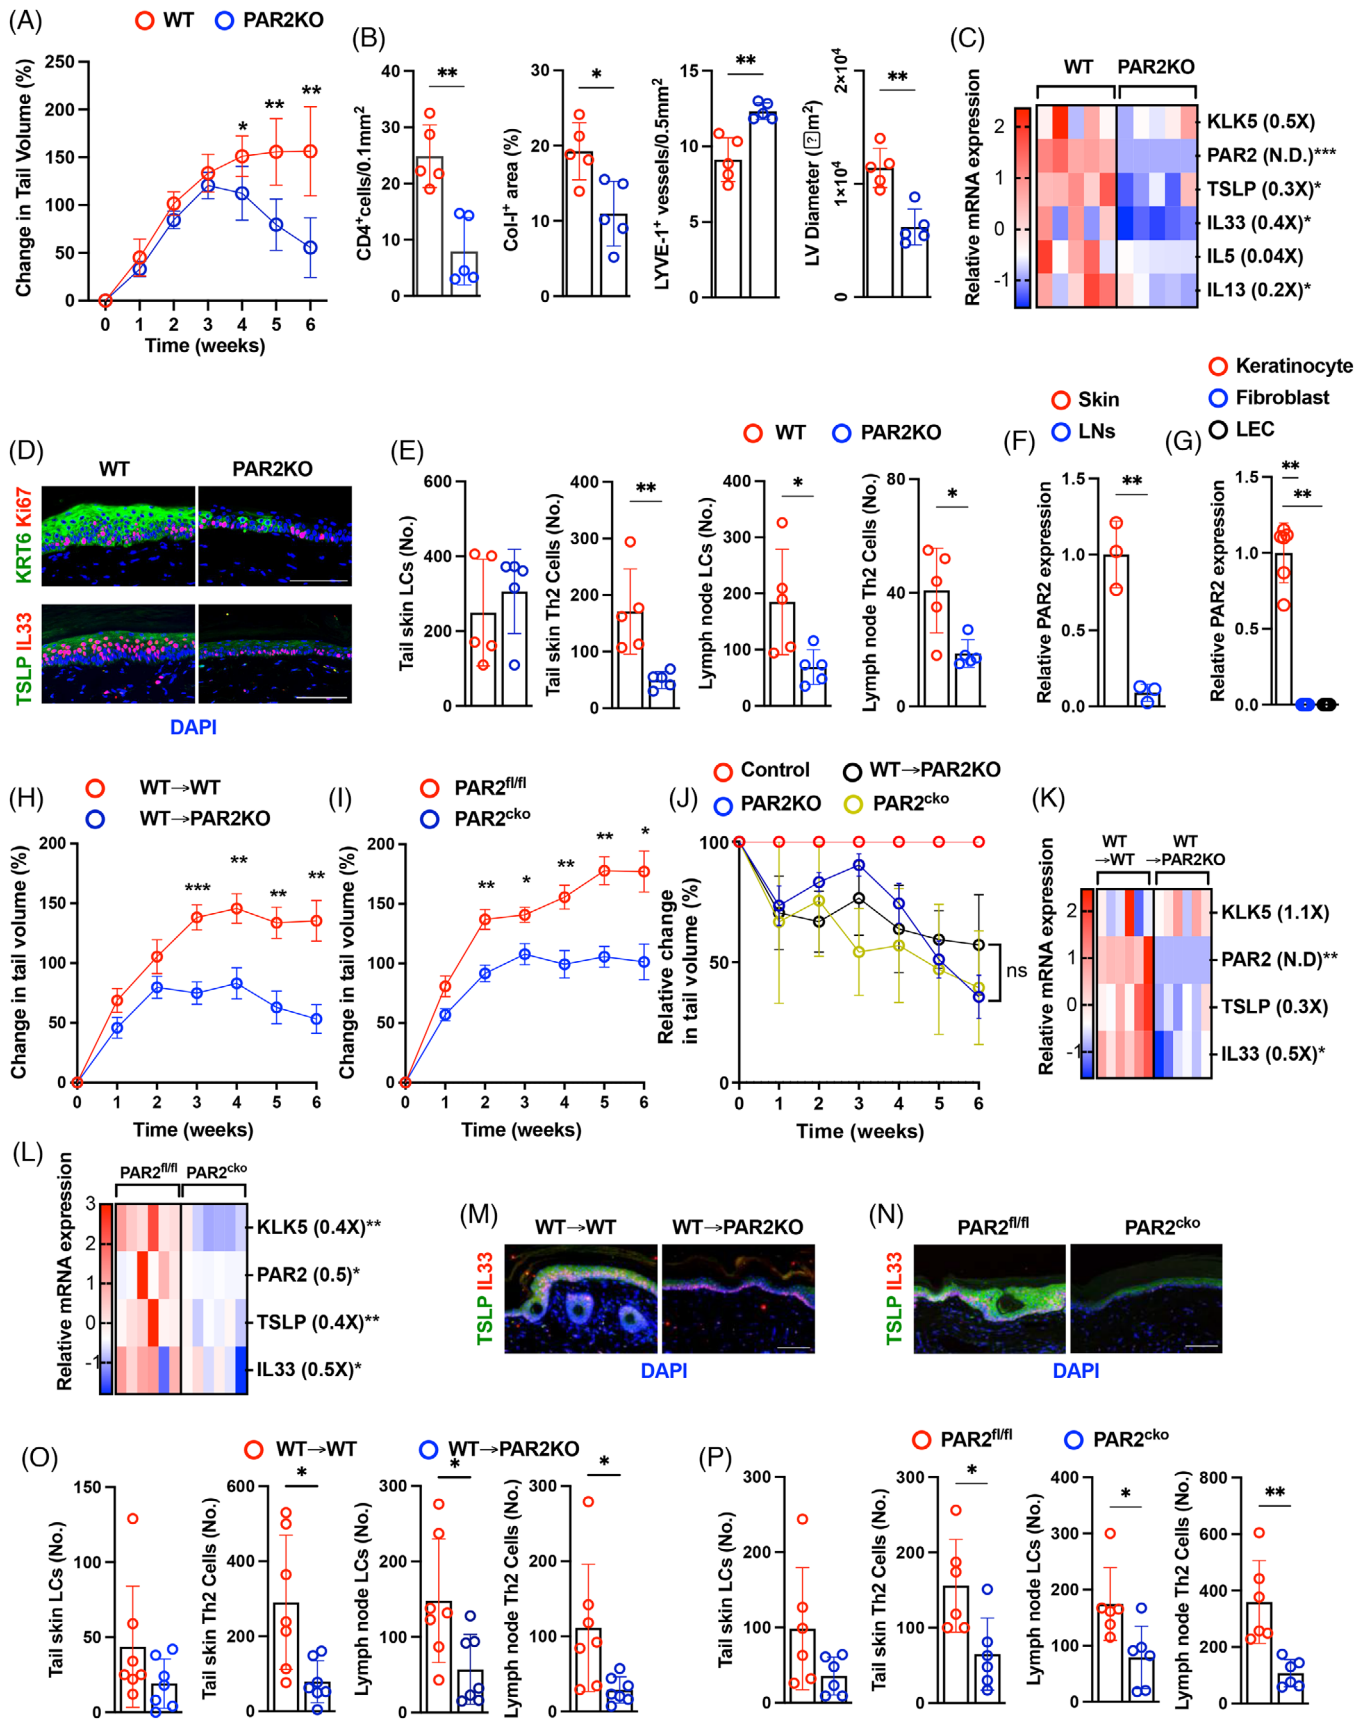 (A)
WT PAR2KO
Change in Tail Volume (%)
250
200
150
100
50
0
* ** **
0 1 2 3 4 5 6
Time (weeks)
(B)
CD4+cells/0.1mm2
40
30
20
10
0
**
Col-I+ area (%)
30
20
10
0
*
LYVE-1+ vessels/0.5mm2
15
10
5
0
**
LV Diameter (?m2)
2×10^4
1×10^4
0
**
(C)
WT PAR2KO
Relative mRNA expression
2
1
0
-1
KLK5 (0.5X)
PAR2 (N.D.)***
TSLP (0.3X)*
IL33 (0.4X)*
IL5 (0.04X)
IL13 (0.2X)*
(D)
WT PAR2KO
KRT6 Ki67
TSLP IL33
DAPI
(E)
WT PAR2KO
Tail skin LCs (No.)
600
400
200
0
Tail skin Th2 Cells (No.)
400
300
200
100
0
**
Lymph node LCs (No.)
400
300
200
100
0
*
Lymph node Th2 Cells (No.)
80
40
0
*
(F)
Skin
LNs
Relative PAR2 expression
1.5
1.0
0.5
0.0
**
(G)
Keratinocyte
Fibroblast
LEC
Relative PAR2 expression
1.5
1.0
0.5
0.0
**
**
(H)
WT→WT
WT→PAR2KO
Change in tail volume (%)
200
150
100
50
0
*** ** ** **
0 1 2 3 4 5 6
Time (weeks)
(I)
PAR2fl/fl
PAR2cko
Change in tail volume (%)
200
150
100
50
0
** * ** ** *
0 1 2 3 4 5 6
Time (weeks)
(J)
Control WT→PAR2KO
PAR2KO PAR2cko
Relative change
in tail volume (%)
100
50
0
ns
0 1 2 3 4 5 6
Time (weeks)
(K)
WT WT
→WT →PAR2KO
Relative mRNA expression
2
1
0
-1
KLK5 (1.1X)
PAR2 (N.D)**
TSLP (0.3X)
IL33 (0.5X)*
(L)
PAR2fl/fl PAR2cko
Relative mRNA expression
3
2
1
0
-1
KLK5 (0.4X)**
PAR2 (0.5)*
TSLP (0.4X)**
IL33 (0.5X)*
(M)
WT→WT WT→PAR2KO
TSLP IL33
DAPI
(N)
PAR2fl/fl PAR2cko
TSLP IL33
DAPI
(O)
WT→WT WT→PAR2KO
Tail skin LCs (No.)
150
100
50
0
Tail skin Th2 Cells (No.)
600
400
200
0
*
Lymph node LCs (No.)
300
200
100
0
*
Lymph node Th2 Cells (No.)
300
200
100
0
*
(P)
PAR2fl/fl PAR2cko
Tail skin LCs (No.)
300
200
100
0
Tail skin Th2 Cells (No.)
300
200
100
0
*
Lymph node LCs (No.)
400
300
200
100
0
*
Lymph node Th2 Cells (No.)
800
600
400
200
0
**